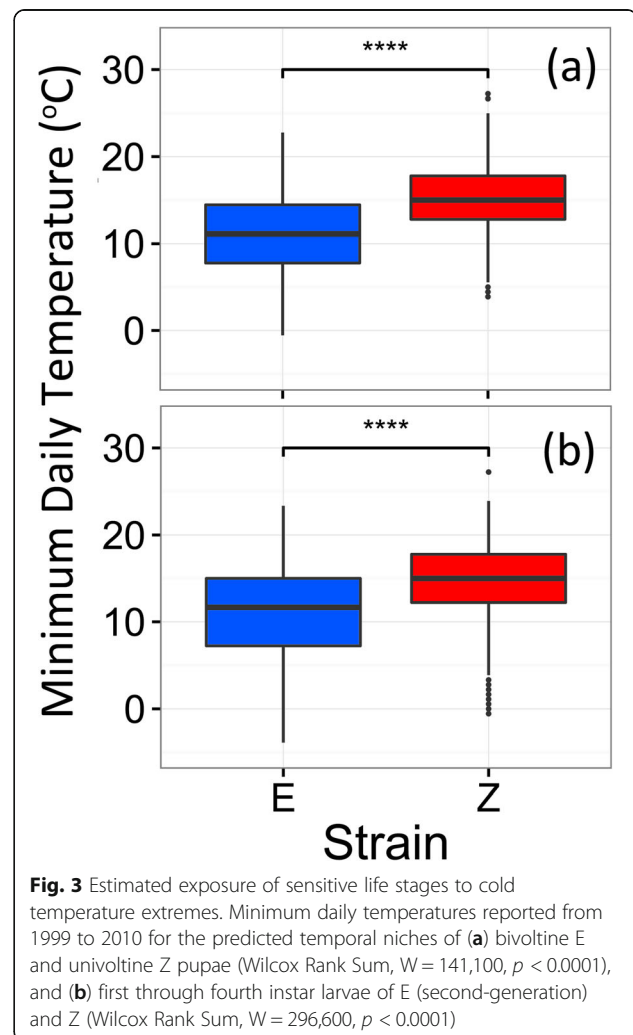 (a)
****
30
20
10
0
(b)
****
30
20
10
0
Minimum Daily Temperature (°C)
E Z
Strain
Fig. 3 Estimated exposure of sensitive life stages to cold
temperature extremes. Minimum daily temperatures reported from
1999 to 2010 for the predicted temporal niches of (a) bivoltine E
and univoltine Z pupae (Wilcox Rank Sum, W = 141,100, p < 0.0001),
and (b) first through fourth instar larvae of E (second-generation)
and Z (Wilcox Rank Sum, W = 296,600, p < 0.0001)